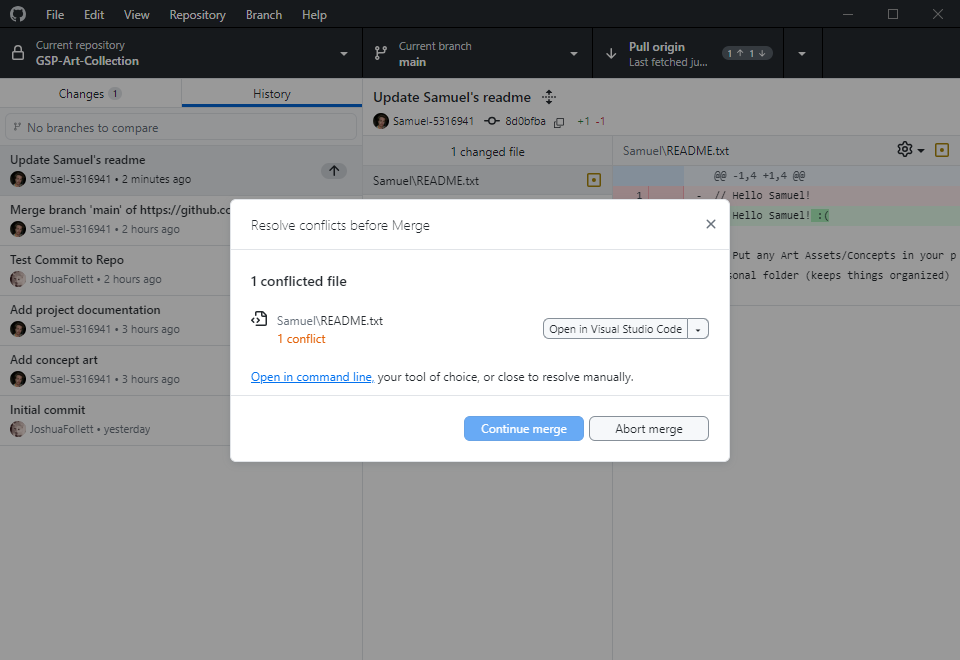 File Edit View Repository Branch Help
Current repository
GSP-Art-Collection
Current branch
main
Pull origin
Last fetched ju...
1 1
Changes 1
History
No branches to compare
Update Samuel's readme
Samuel-5316941 • 2 minutes ago
Merge branch 'main' of https://github.co
Samuel-5316941 • 2 hours ago
Test Commit to Repo
JoshuaFollett • 2 hours ago
Add project documentation
Samuel-5316941 • 3 hours ago
Add concept art
Samuel-5316941 • 3 hours ago
Initial commit
JoshuaFollett • yesterday
Update Samuel's readme
Samuel-5316941 8d0bfba +1 -1
1 changed file
Samuel\README.txt
Samuel\README.txt
@@ -1,4 +1,4 @@
1 - // Hello Samuel!
Hello Samuel! :(
Put any Art Assets/Concepts in your p
onal folder (keeps things organized)
Resolve conflicts before Merge
1 conflicted file
Samuel\README.txt
1 conflict
Open in Visual Studio Code
Open in command line, your tool of choice, or close to resolve manually.
Continue merge
Abort merge